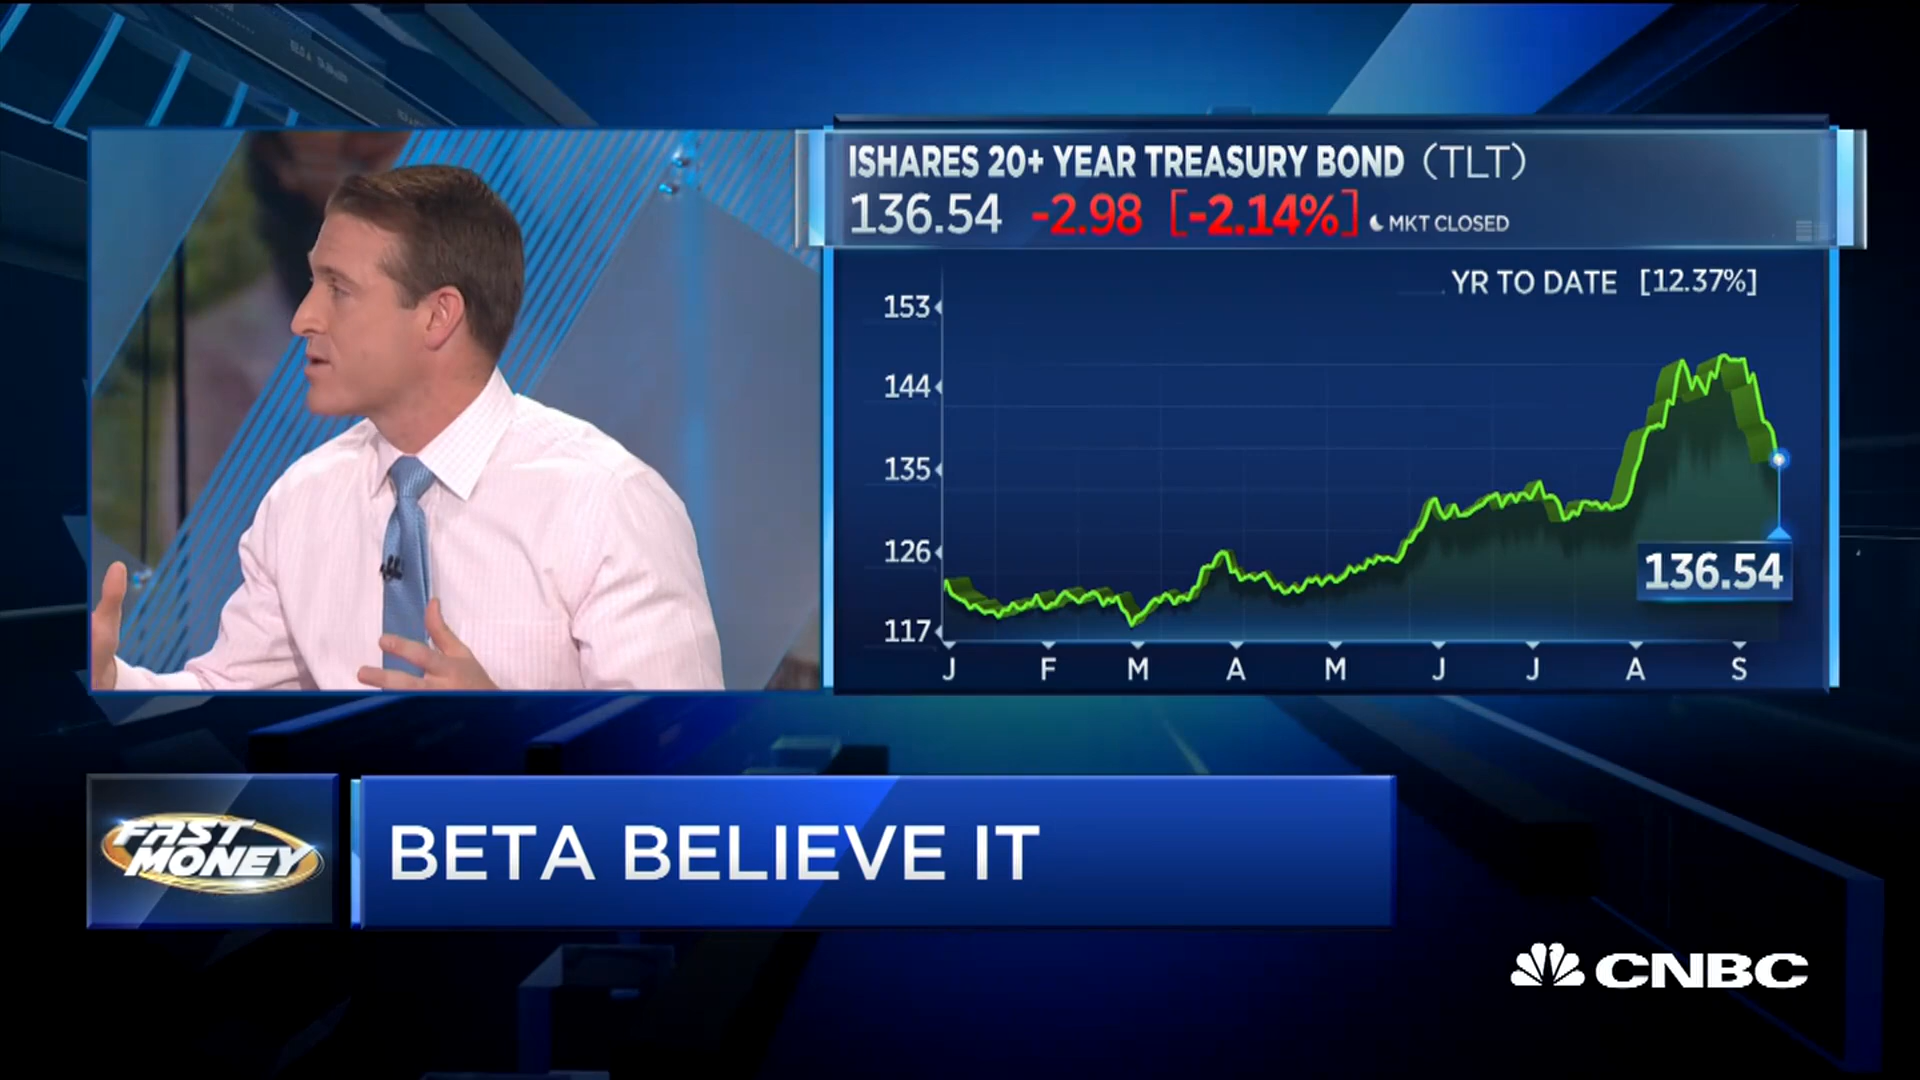 ISHARES 20+ YEAR TREASURY BOND (TLT)
136.54 -2.98 [-2.14%] MKT CLOSED
YR TO DATE [12.37%]
153
144
135
126
117
136.54
J F M A M J J A S
FAST
MONEY
BETA BELIEVE IT
CNBC